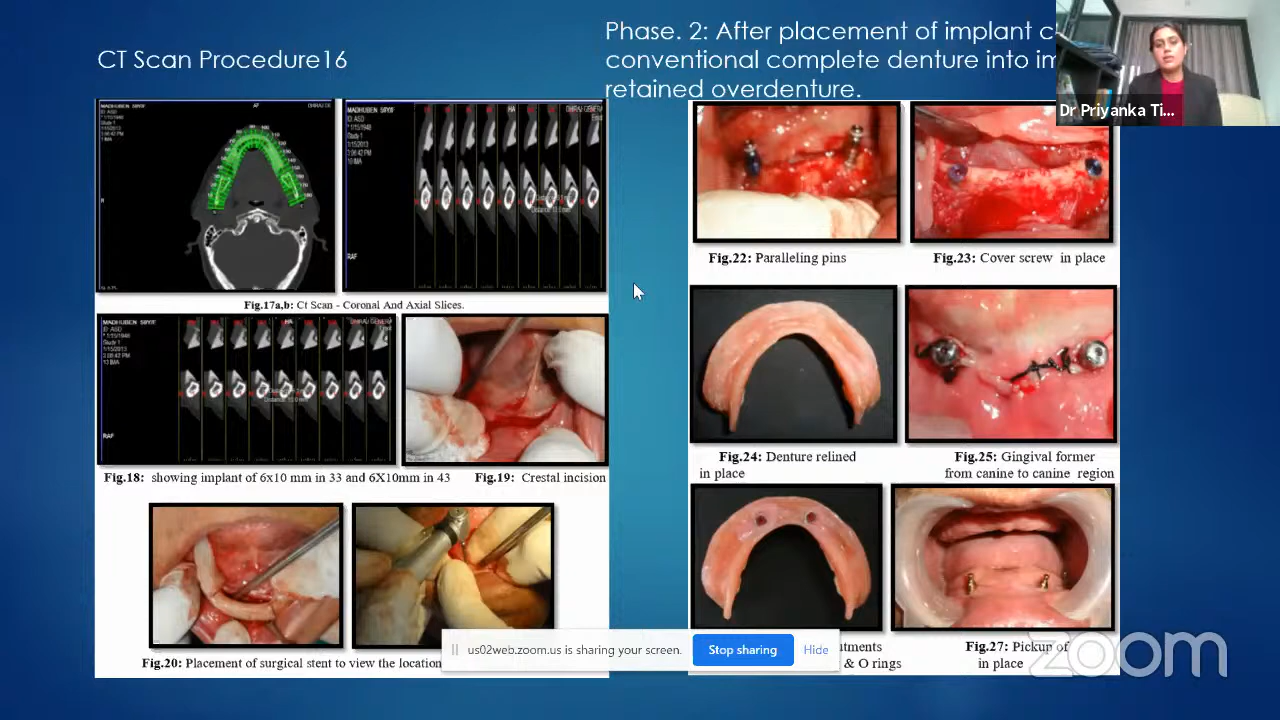 CT Scan Procedure16
Phase. 2: After placement of implant c
conventional complete denture into im
retained overdenture.
Dr Priyanka Ti...
MADHUBEN
RAF
HA
Fig.17a,b: Ct Scan - Coronal And Axial Slices.
RAF
Fig.18: showing implant of 6x10 mm in 33 and 6X10mm in 43
Fig.19: Crestal incision
Fig.20: Placement of surgical stent to view the location
Fig.22: Paralleling pins
Fig.23: Cover screw in place
Fig.24: Denture relined
in place
Fig.25: Gingival former
from canine to canine region
utments
& O rings
Fig.27: Pickup of
in place
us02web.zoom.us is sharing your screen.
Stop sharing
Hide
zoom